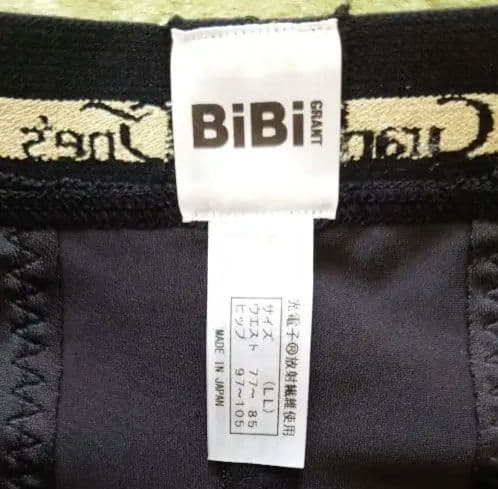 BiBi GRANT
光電子®放射繊維使用
サイズ (LL)
ウエスト 77〜 85
ヒップ 97〜105
MADE IN JAPAN